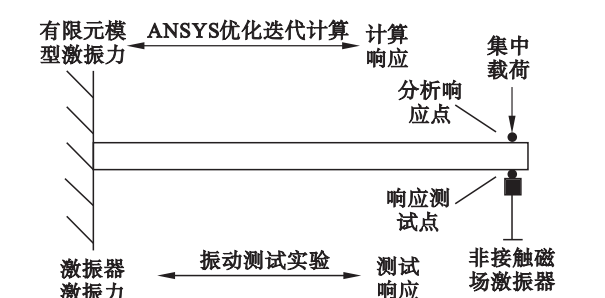 有限元模
型激振力
ANSYS优化迭代计算
计算
响应
集中
载荷
分析响
应点
响应测
试点
非接触磁
场激振器
激振器
激振力
振动测试实验
测试
响应